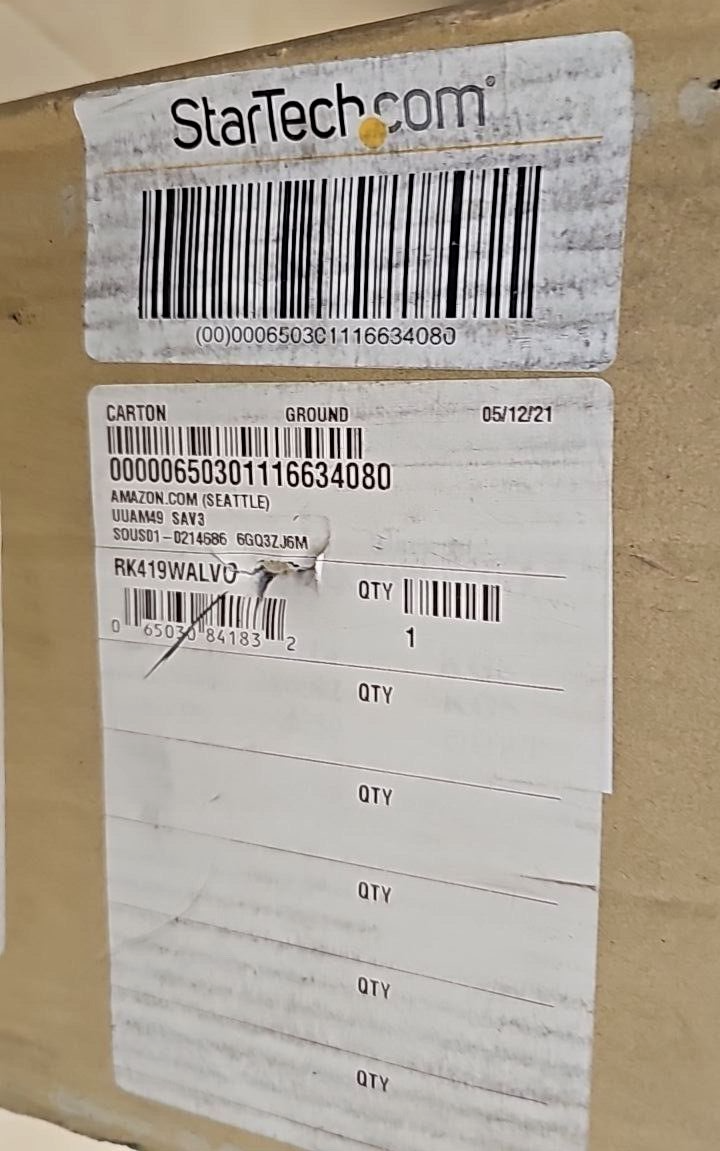 StarTech.com
(00)000650301116634080
CARTON GROUND 05/12/21
00000650301116634080
AMAZON.COM (SEATTLE)
UUAM49 SAV3
SOUS01-0214686 6GQ3ZJ6M
RK419WALVO
QTY
0 65030 84183 2
1
QTY
QTY
QTY
QTY
QTY